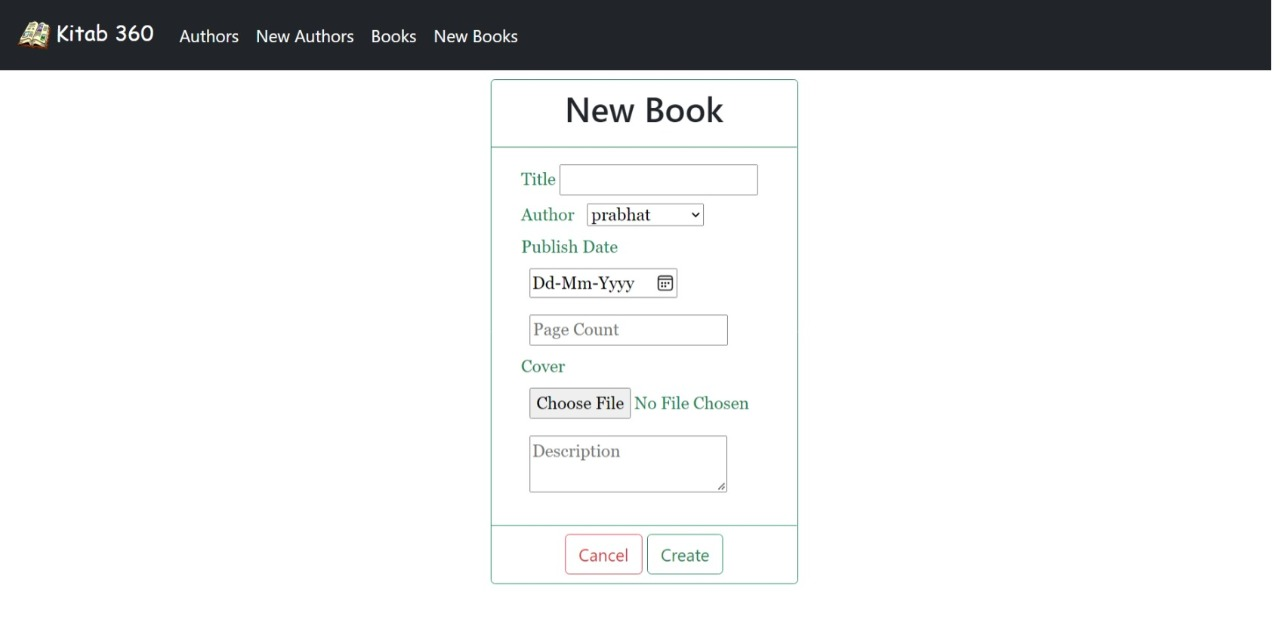 Kitab 360 Authors New Authors Books New Books
New Book
Title
Author prabhat
Publish Date
Dd-Mm-Yyyy
Page Count
Cover
Choose File No File Chosen
Description
Cancel Create